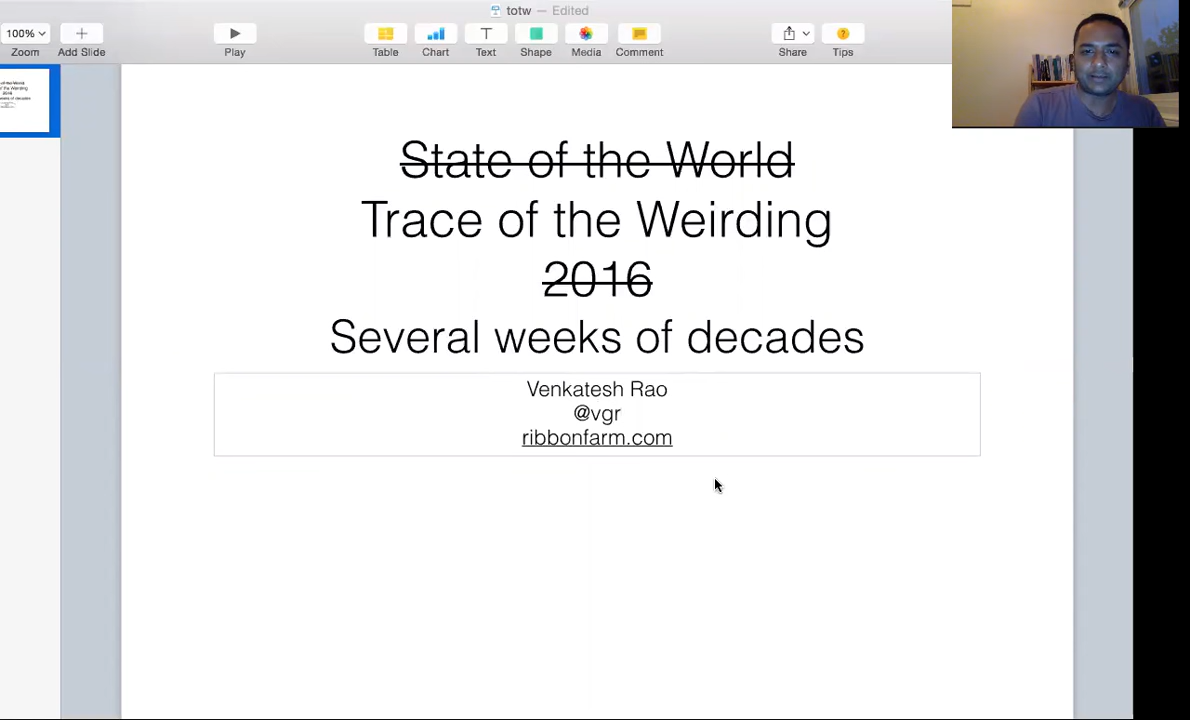 totw — Edited
100%
Zoom
Add Slide
Play
Table
Chart
Text
Shape
Media
Comment
Share
Tips
State of the World
Trace of the Weirding
2016
Several weeks of decades
Venkatesh Rao
@vgr
ribbonfarm.com